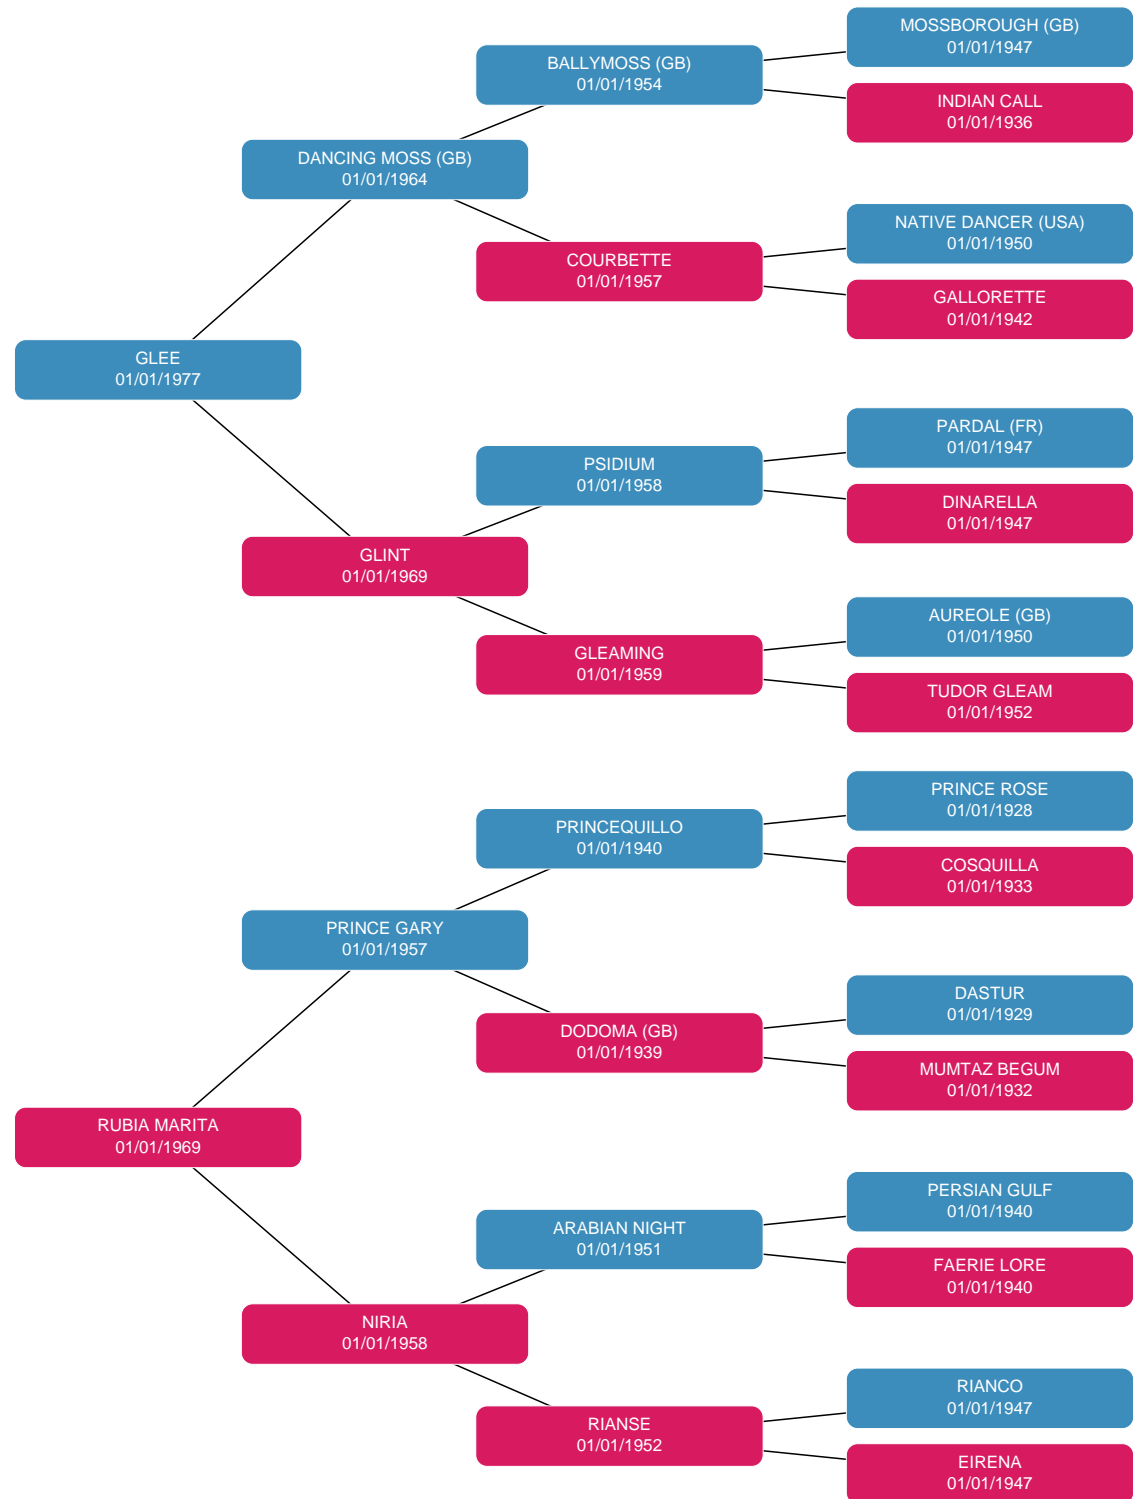 MOSSBOROUGH (GB)
01/01/1947
BALLYMOSS (GB)
01/01/1954
INDIAN CALL
01/01/1936
DANCING MOSS (GB)
01/01/1964
NATIVE DANCER (USA)
01/01/1950
COURBETTE
01/01/1957
GALLORETTE
01/01/1942
GLEE
01/01/1977
PARDAL (FR)
01/01/1947
PSIDIUM
01/01/1958
DINARELLA
01/01/1947
GLINT
01/01/1969
AUREOLE (GB)
01/01/1950
GLEAMING
01/01/1959
TUDOR GLEAM
01/01/1952
PRINCE ROSE
01/01/1928
PRINCEQUILLO
01/01/1940
COSQUILLA
01/01/1933
PRINCE GARY
01/01/1957
DASTUR
01/01/1929
DODOMA (GB)
01/01/1939
MUMTAZ BEGUM
01/01/1932
RUBIA MARITA
01/01/1969
PERSIAN GULF
01/01/1940
ARABIAN NIGHT
01/01/1951
FAERIE LORE
01/01/1940
NIRIA
01/01/1958
RIANCO
01/01/1947
RIANSE
01/01/1952
EIRENA
01/01/1947